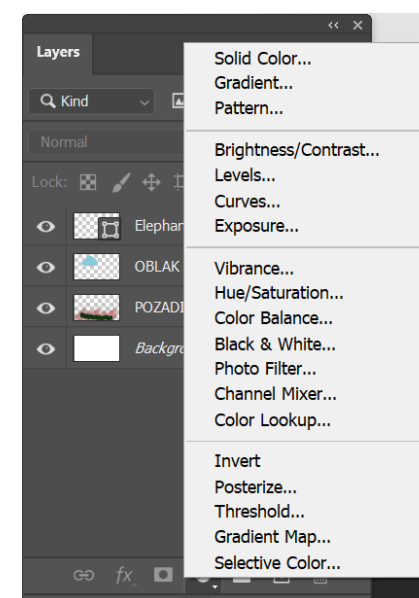 Layers
Kind
Normal
Lock:
Elephan
OBLAK
POZADI
Backgro
fx
Solid Color...
Gradient...
Pattern...
Brightness/Contrast...
Levels...
Curves...
Exposure...
Vibrance...
Hue/Saturation...
Color Balance...
Black & White...
Photo Filter...
Channel Mixer...
Color Lookup...
Invert
Posterize...
Threshold...
Gradient Map...
Selective Color...